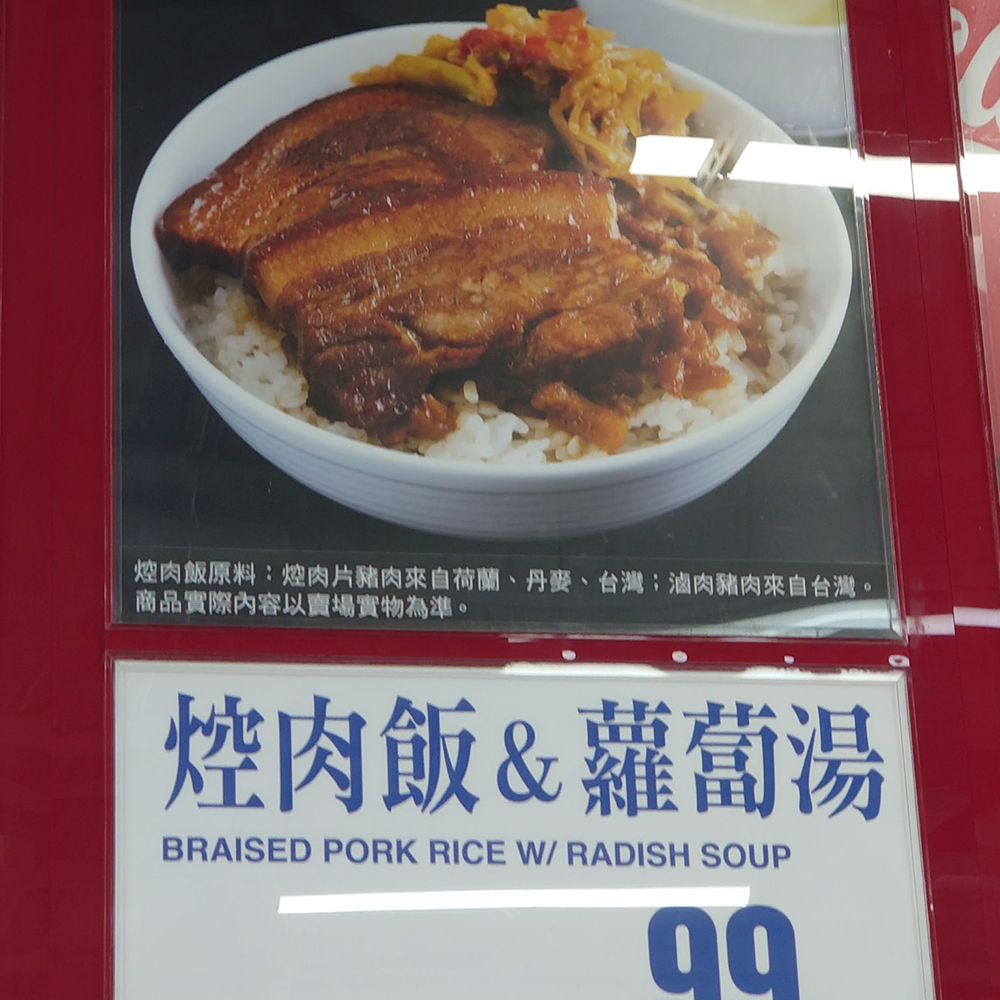 焢肉飯原料：焢肉片豬肉來自荷蘭、丹麥、台灣；滷肉豬肉來自台灣。
商品實際內容以賣場實物為準。
焢肉飯&蘿蔔湯
BRAISED PORK RICE W/ RADISH SOUP
99